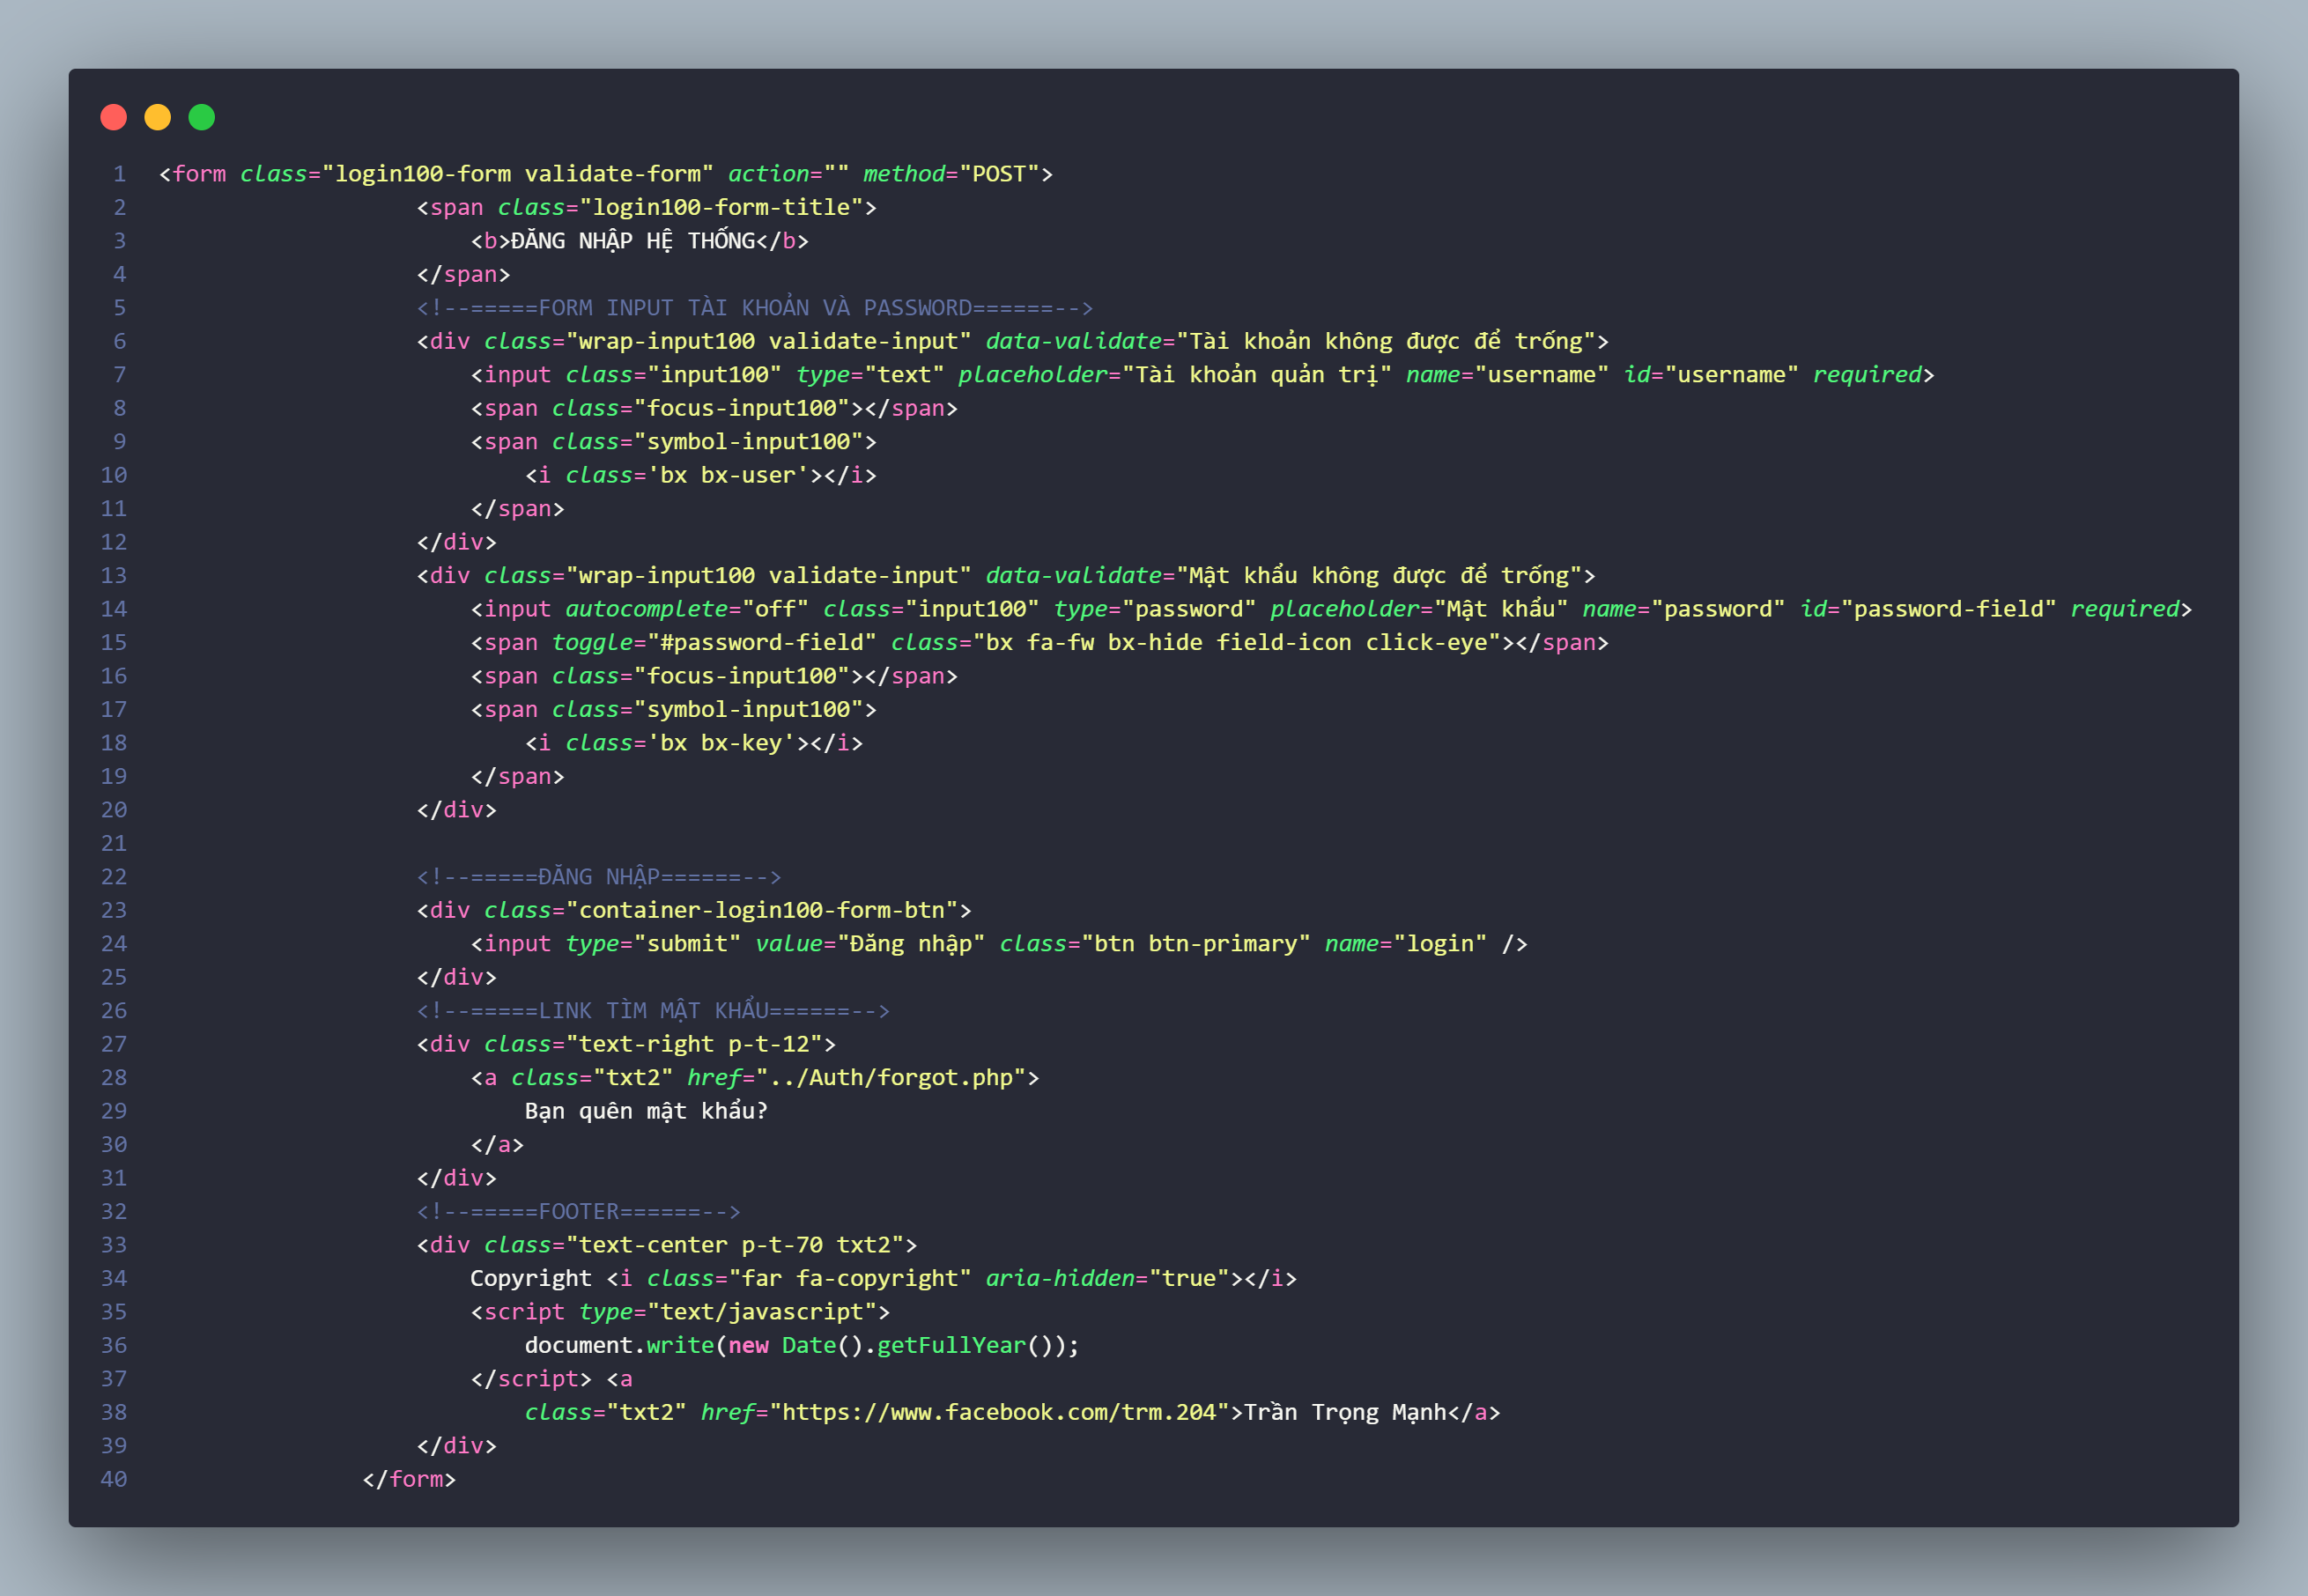 1 <form class="login100-form validate-form" action="" method="POST">
2 <span class="login100-form-title">
3 <b>ĐĂNG NHẬP HỆ THỐNG</b>
4 </span>
5 <!--=====FORM INPUT TÀI KHOẢN VÀ PASSWORD======-->
6 <div class="wrap-input100 validate-input" data-validate="Tài khoản không được để trống">
7 <input class="input100" type="text" placeholder="Tài khoản quản trị" name="username" id="username" required>
8 <span class="focus-input100"></span>
9 <span class="symbol-input100">
10 <i class='bx bx-user'></i>
11 </span>
12 </div>
13 <div class="wrap-input100 validate-input" data-validate="Mật khẩu không được để trống">
14 <input autocomplete="off" class="input100" type="password" placeholder="Mật khẩu" name="password" id="password-field" required>
15 <span toggle="#password-field" class="bx fa-fw bx-hide field-icon click-eye"></span>
16 <span class="focus-input100"></span>
17 <span class="symbol-input100">
18 <i class='bx bx-key'></i>
19 </span>
20 </div>
21
22 <!--=====ĐĂNG NHẬP======-->
23 <div class="container-login100-form-btn">
24 <input type="submit" value="Đăng nhập" class="btn btn-primary" name="login" />
25 </div>
26 <!--=====LINK TÌM MẬT KHẨU======-->
27 <div class="text-right p-t-12">
28 <a class="txt2" href="../Auth/forgot.php">
29 Bạn quên mật khẩu?
30 </a>
31 </div>
32 <!--=====FOOTER======-->
33 <div class="text-center p-t-70 txt2">
34 Copyright <i class="far fa-copyright" aria-hidden="true"></i>
35 <script type="text/javascript">
36 document.write(new Date().getFullYear());
37 </script> <a
38 class="txt2" href="https://www.facebook.com/trm.204">Trần Trọng Mạnh</a>
39 </div>
40 </form>